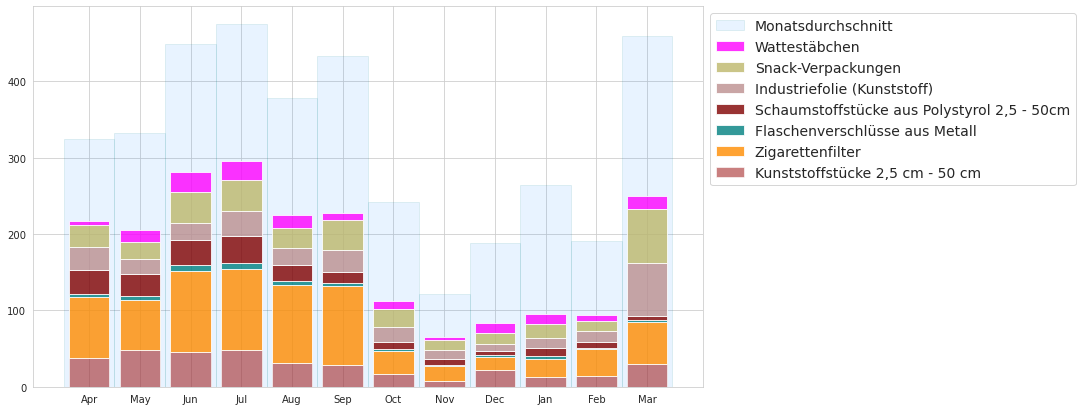 400
300
200
100
0
Apr May Jun Jul Aug Sep Oct Nov Dec Jan Feb Mar
Monatsdurchschnitt
Wattestäbchen
Snack-Verpackungen
Industriefolie (Kunststoff)
Schaumstoffstücke aus Polystyrol 2,5 - 50cm
Flaschenverschlüsse aus Metall
Zigarettenfilter
Kunststoffstücke 2,5 cm - 50 cm